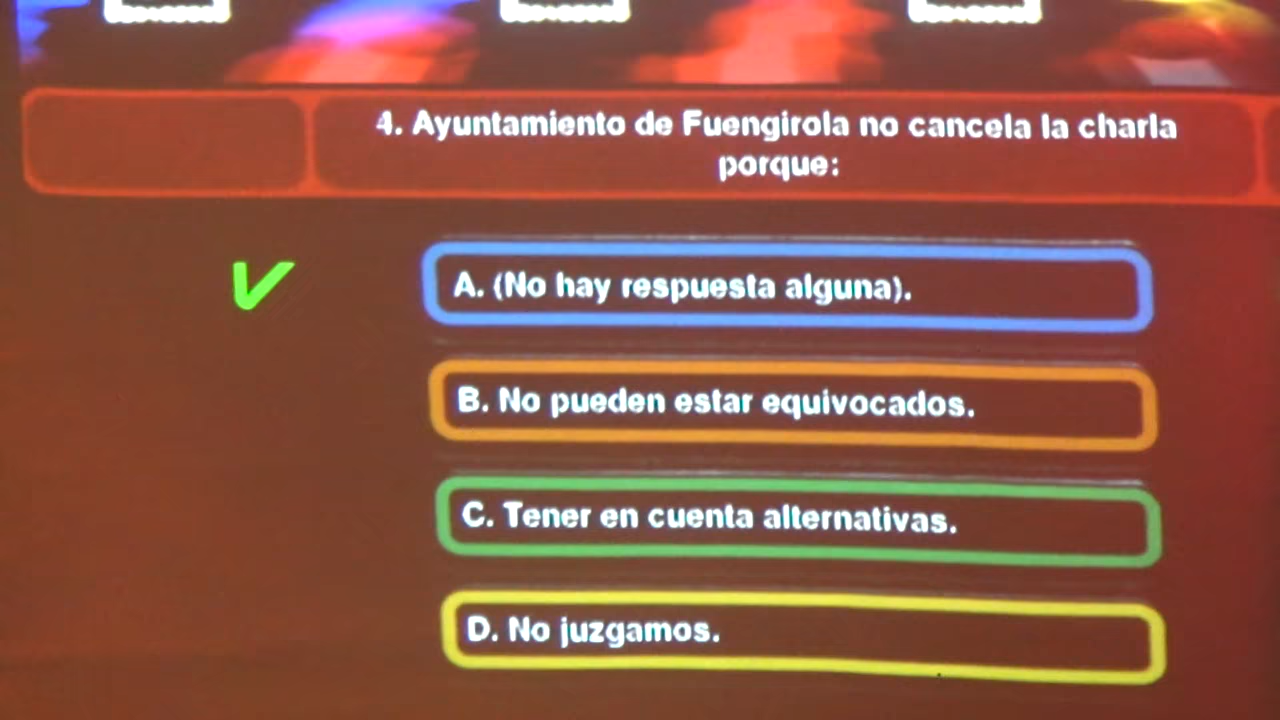 4. Ayuntamiento de Fuengirola no cancela la charla
porque:
A. (No hay respuesta alguna).
B. No pueden estar equivocados.
C. Tener en cuenta alternativas.
D. No juzgamos.